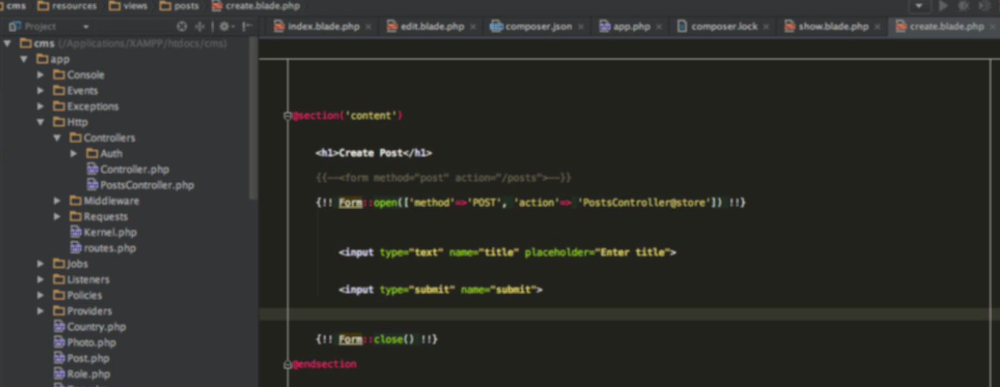 cms resources views posts create.blade.php
Project
index.blade.php edit.blade.php composer.json app.php composer.lock show.blade.php create.blade.php
cms (/Applications/XAMPP/htdocs/cms)
app
Console
Events
Exceptions
Http
Controllers
Auth
Controller.php
PostsController.php
Middleware
Requests
Kernel.php
routes.php
Jobs
Listeners
Policies
Providers
Country.php
Photo.php
Post.php
Role.php
@section('content')
<h1>Create Post</h1>
{{--<form method="post" action="/posts">--}}
{!! Form::open(['method'=>'POST', 'action'=> 'PostsController@store']) !!}
<input type="text" name="title" placeholder="Enter title">
<input type="submit" name="submit">
{!! Form::close() !!}
@endsection